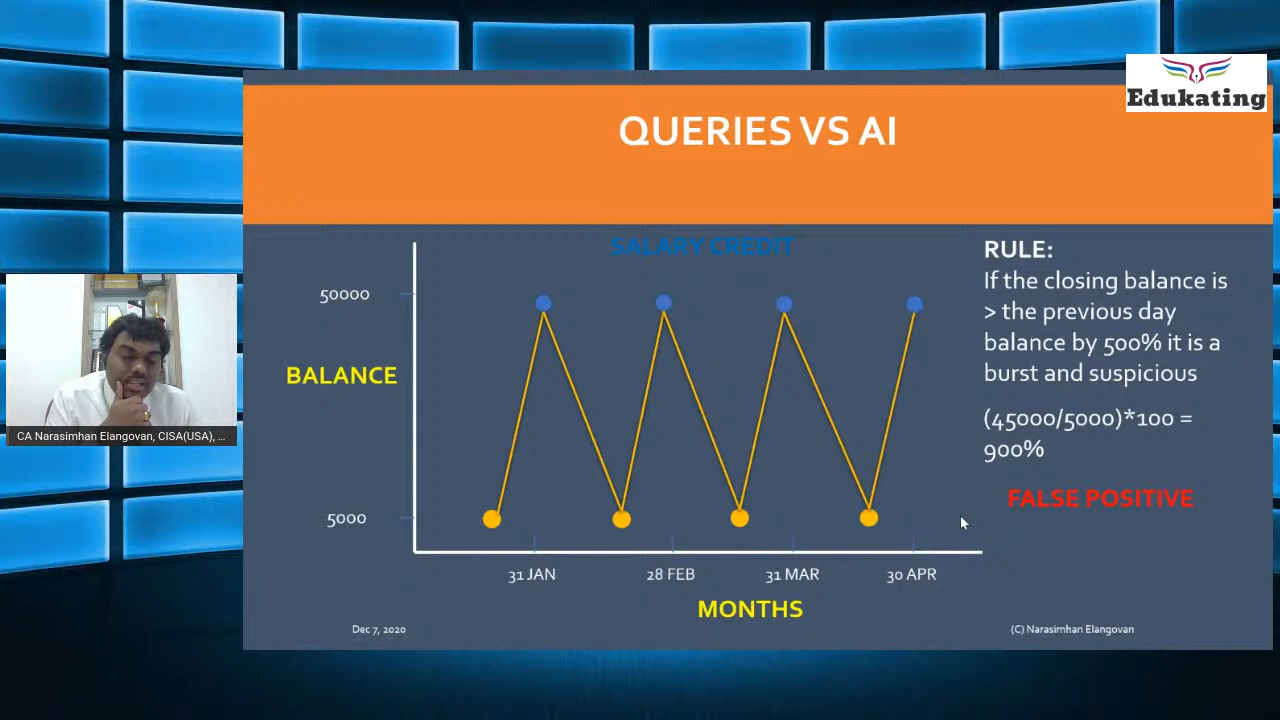 Edukating
QUERIES VS AI
SALARY CREDIT
RULE:
If the closing balance is
> the previous day
balance by 500% it is a
burst and suspicious
(45000/5000)*100 =
900%
FALSE POSITIVE
50000
BALANCE
5000
31 JAN
28 FEB
31 MAR
30 APR
MONTHS
Dec 7, 2020
(C) Narasimhan Elangovan
CA Narasimhan Elangovan, CISA(USA), ...